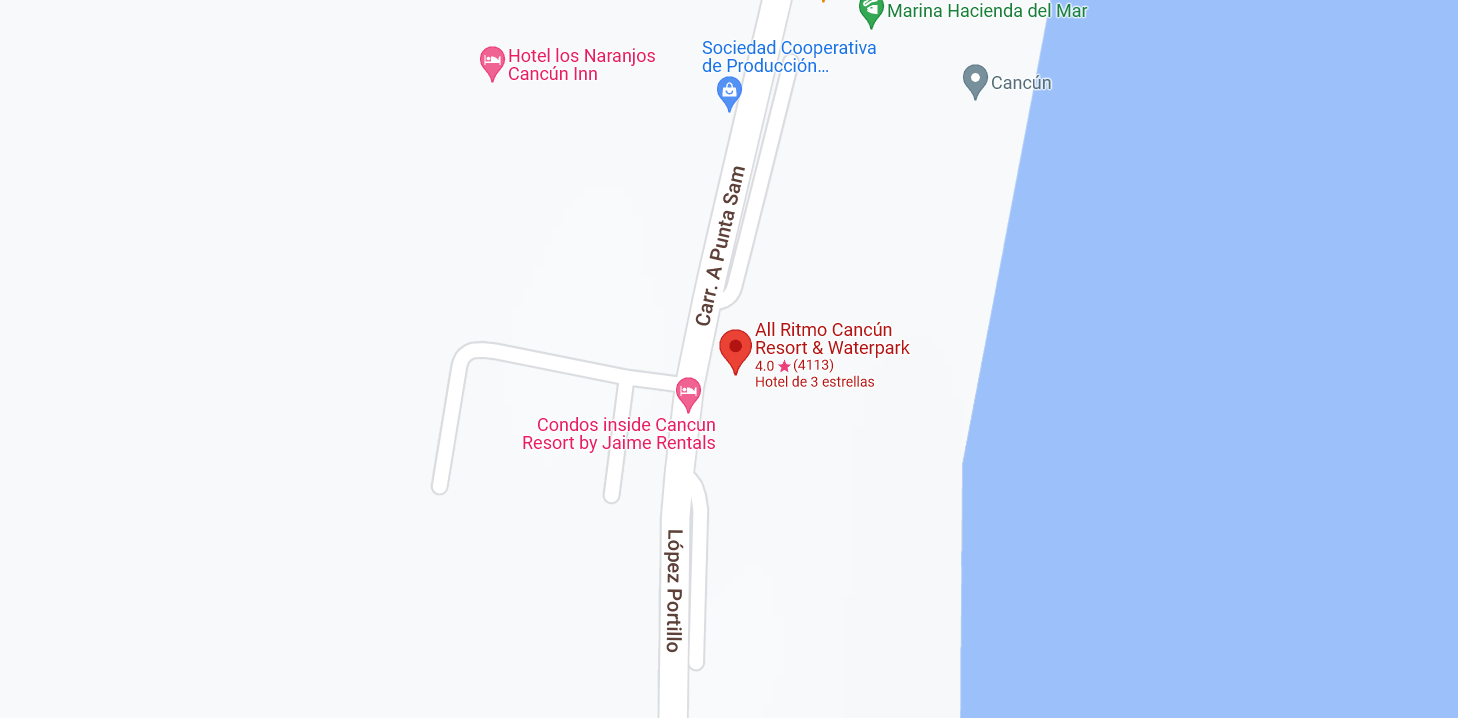 Marina Hacienda del Mar
Hotel los Naranjos
Cancún Inn
Sociedad Cooperativa
de Producción...
Cancún
Carr. A Punta Sam
All Ritmo Cancún
Resort & Waterpark
4.0 ★ (4113)
Hotel de 3 estrellas
Condos inside Cancun
Resort by Jaime Rentals
López Portillo